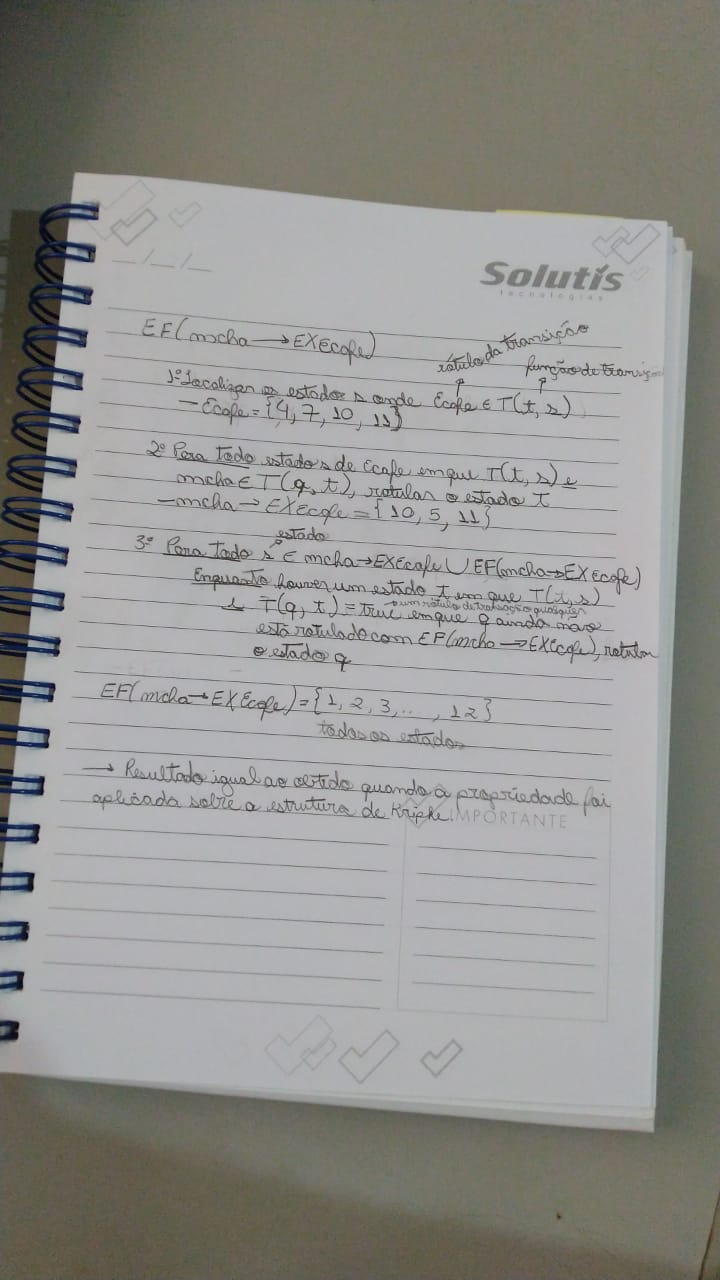 __/__/__
Solutis
tecnologias
EF(mcha → EXEcafe)
rótulo da transição
função de transição
1º Localizar os estados s onde Ecafe ∈ T(t, s)
— Ecafe = {4, 7, 10, 11}
2º Para todo estado s de Ecafe em que T(t, s) e
mcha ∈ T(q, t), rotular o estado t
— mcha → EXEcafe = {10, 5, 11}
estado
3º Para todo s ∈ mcha → EXEcafe ∪ EF(mcha → EXEcafe)
Enquanto houver um estado t em que T(t, s)
um rótulo de transição qualquer
e T(q, t) = true em que q ainda não
está rotulado com EF(mcha → EXEcafe), rotular
o estado q
EF(mcha → EXEcafe) = {1, 2, 3, ... , 12}
todos os estados
→ Resultado igual ao obtido quando a propriedade foi
aplicada sobre a estrutura de Kripke.
IMPORTANTE